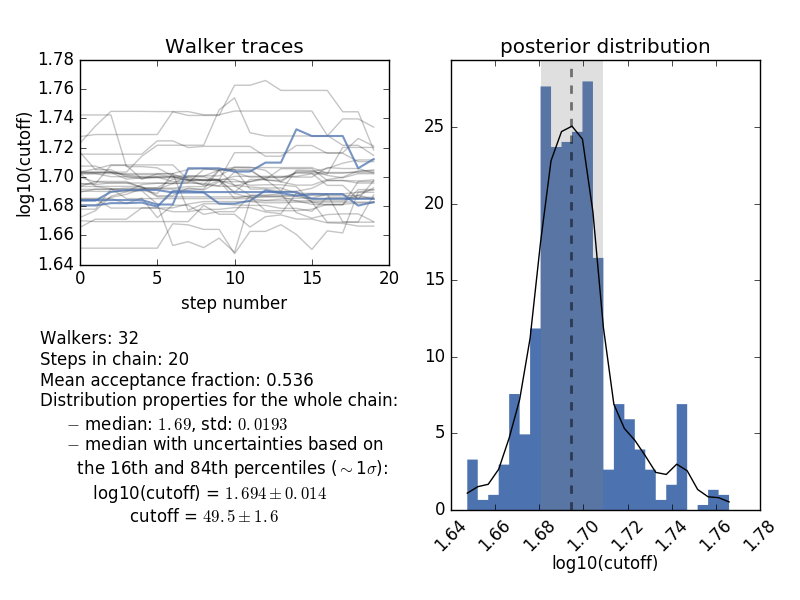 Walker traces
1.78
1.76
1.74
1.72
1.70
1.68
1.66
1.64
log10(cutoff)
0 5 10 15 20
step number
Walkers: 32
Steps in chain: 20
Mean acceptance fraction: 0.536
Distribution properties for the whole chain:
− median: 1.69, std: 0.0193
− median with uncertainties based on
the 16th and 84th percentiles (∼1σ):
log10(cutoff) = 1.694±0.014
cutoff = 49.5±1.6
posterior distribution
25
20
15
10
5
0
1.64 1.66 1.68 1.70 1.72 1.74 1.76 1.78
log10(cutoff)